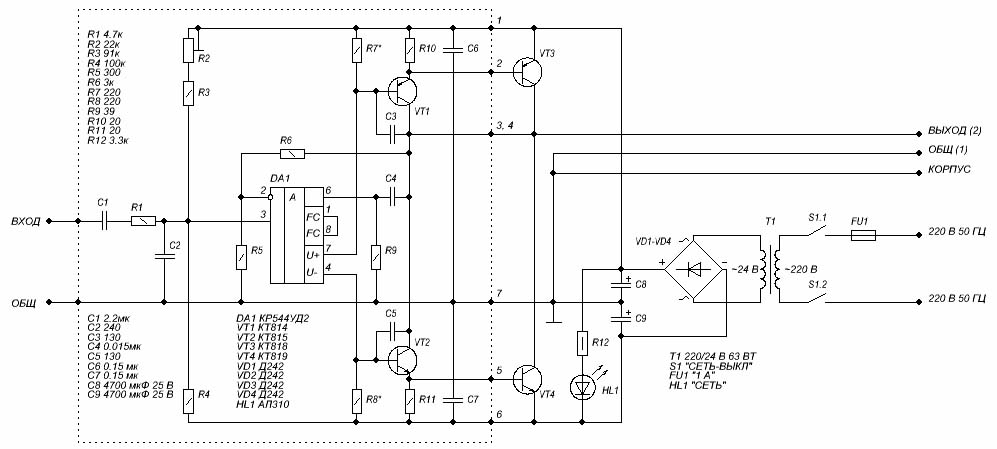 R1 4.7к
R2 22к
R3 91к
R4 100к
R5 300
R6 3к
R7 220
R8 220
R9 39
R10 20
R11 20
R12 3.3к
1
R2
R7*
R10
C6
VT3
2
R3
VT1
C3
3, 4
ВЫХОД (2)
R6
ОБЩ (1)
DA1
КОРПУС
2
A
6
C4
C1
R1
3
FC
1
T1
S1.1
FU1
ВХОД
FC
8
VD1-VD4
220 В 50 ГЦ
C2
R5
U+
7
R9
+
–
~24 В
~220 В
U-
4
S1.2
+
C8
ОБЩ
7
220 В 50 ГЦ
C1 2.2мк
C2 240
C3 130
C4 0.015мк
C5 130
C6 0.15 мк
C7 0.15 мк
C8 4700 мкФ 25 В
C9 4700 мкФ 25 В
DA1 КР544УД2
VT1 КТ814
VT2 КТ815
VT3 КТ818
VT4 КТ819
VD1 Д242
VD2 Д242
VD3 Д242
VD4 Д242
HL1 АЛ310
C5
+
C9
VT2
R12
T1 220/24 В 63 ВТ
S1 "СЕТЬ-ВЫКЛ"
FU1 "1 А"
HL1 "СЕТЬ"
5
R4
R8*
R11
C7
VT4
HL1
6